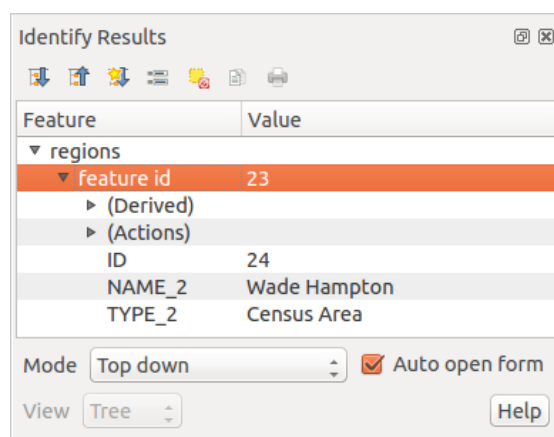 Identify Results
Feature Value
regions
feature id 23
(Derived)
(Actions)
ID 24
NAME_2 Wade Hampton
TYPE_2 Census Area
Mode Top down Auto open form
View Tree Help